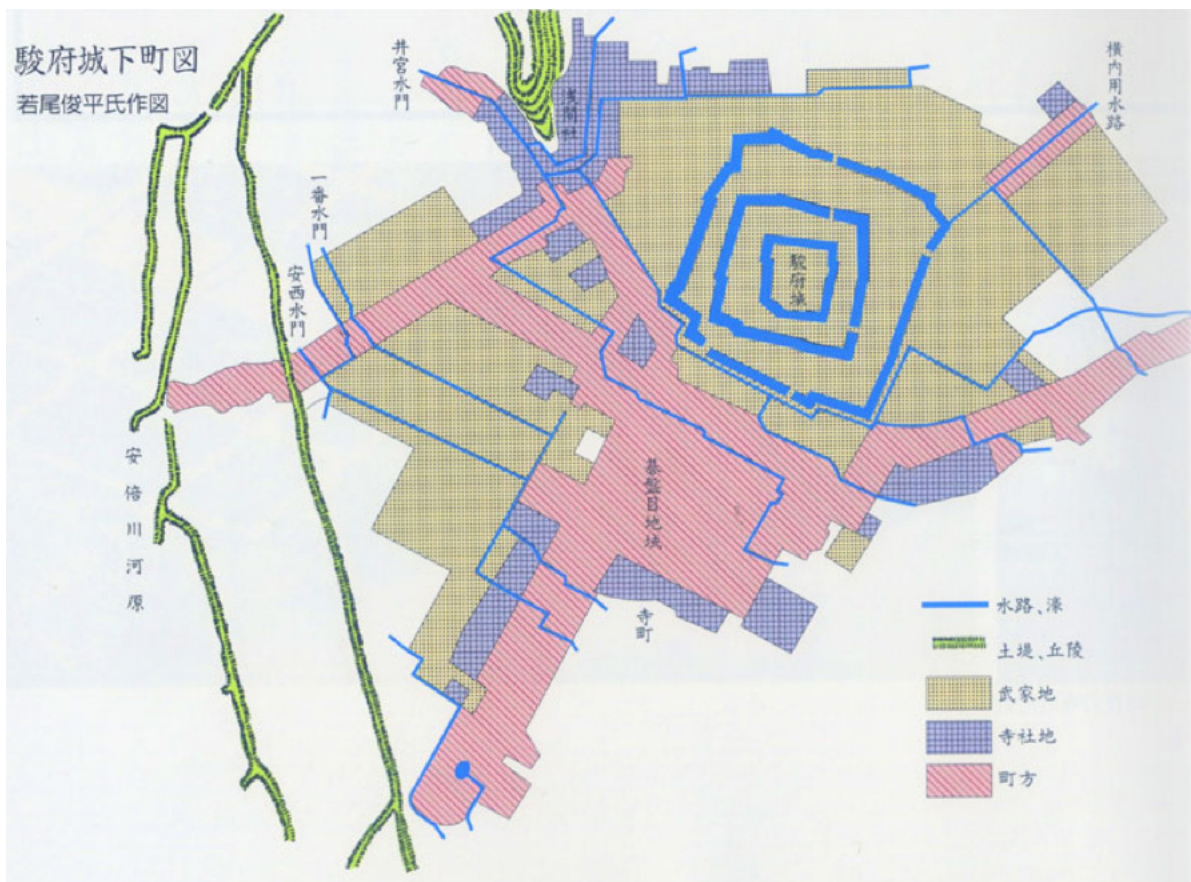 駿府城下町図
若尾俊平氏作図
井宮水門
浅間社
横内用水路
一番水門
安西水門
駿府城
安倍川河原
碁盤目地域
寺町
水路、濠
土堤、丘陵
武家地
寺社地
町方